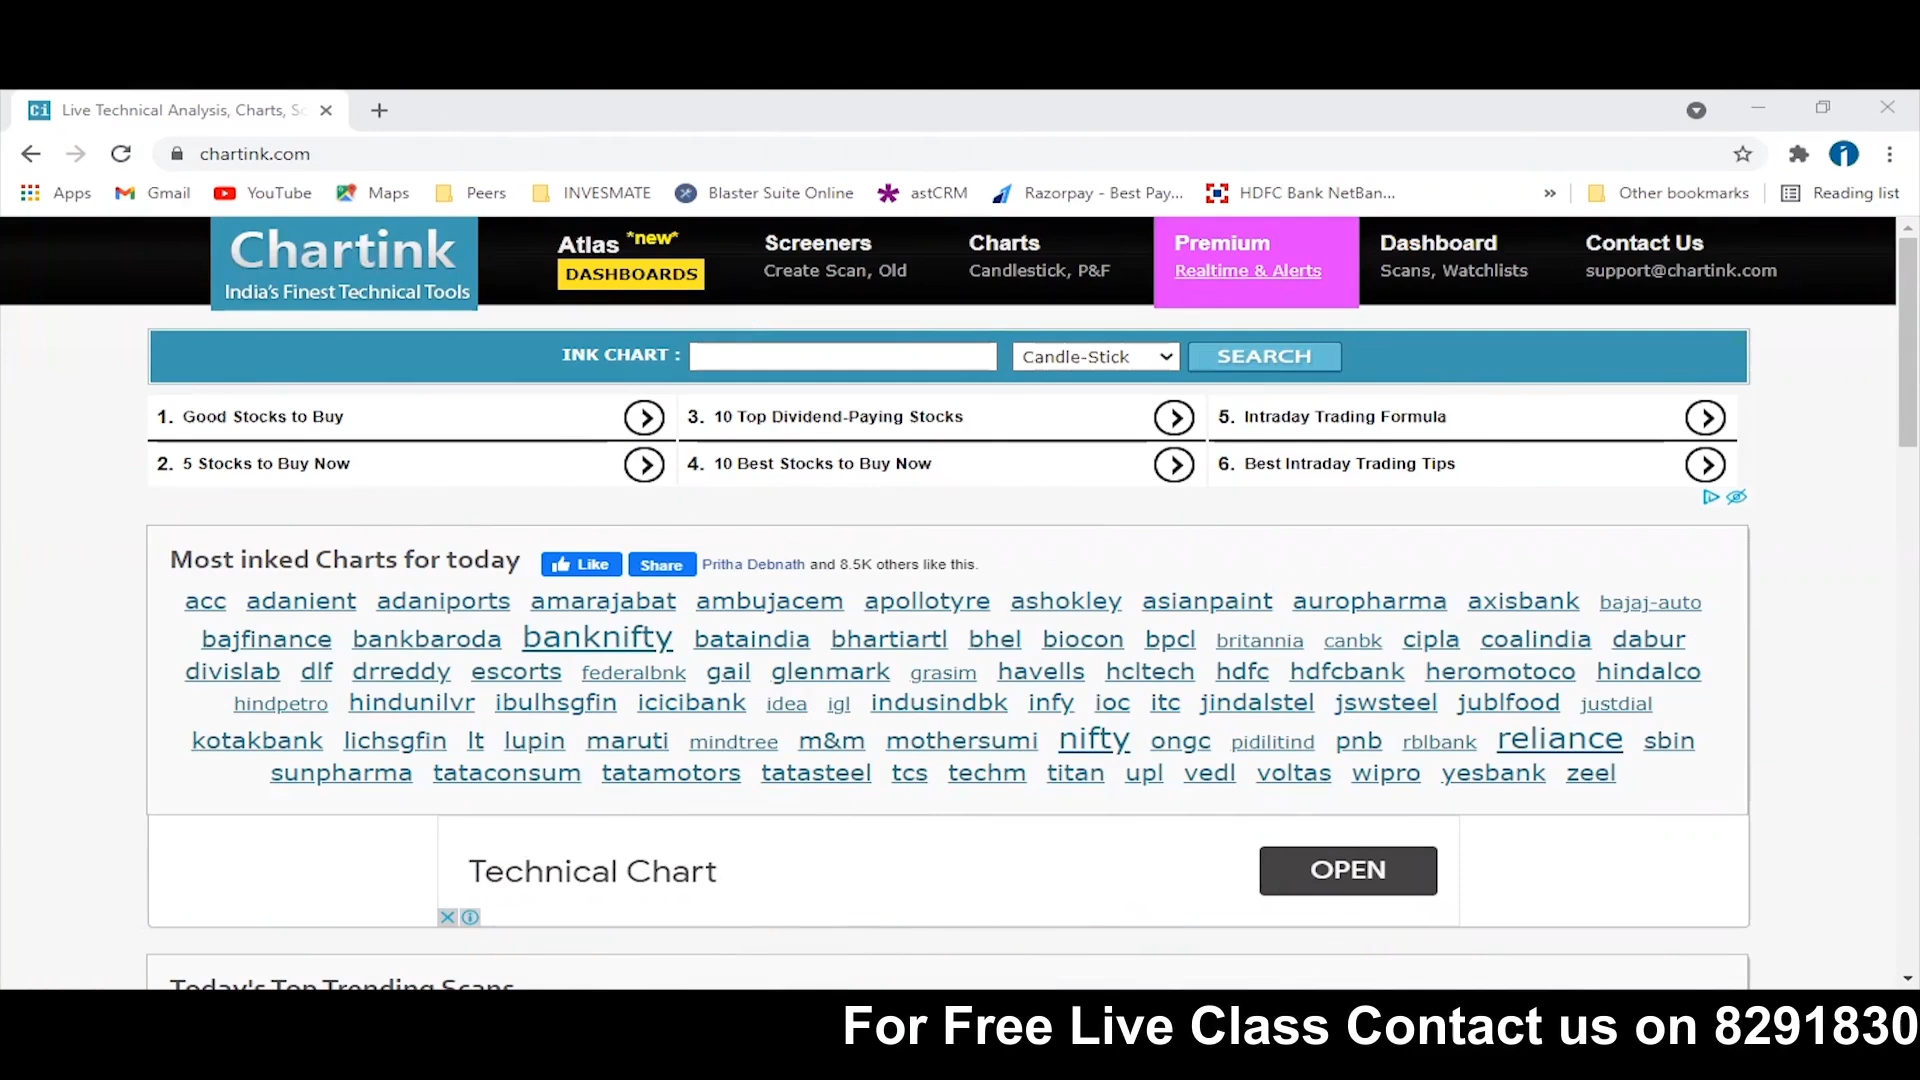 Ci Live Technical Analysis, Charts, Sc
chartink.com
Apps Gmail YouTube Maps Peers INVESMATE Blaster Suite Online astCRM Razorpay - Best Pay... HDFC Bank NetBan... » Other bookmarks Reading list
Chartink
India's Finest Technical Tools
Atlas *new*
DASHBOARDS
Screeners
Create Scan, Old
Charts
Candlestick, P&F
Premium
Realtime & Alerts
Dashboard
Scans, Watchlists
Contact Us
support@chartink.com
INK CHART : Candle-Stick SEARCH
1. Good Stocks to Buy
2. 5 Stocks to Buy Now
3. 10 Top Dividend-Paying Stocks
4. 10 Best Stocks to Buy Now
5. Intraday Trading Formula
6. Best Intraday Trading Tips
Most inked Charts for today Like Share Pritha Debnath and 8.5K others like this.
acc adanient adaniports amarajabat ambujacem apollotyre ashokley asianpaint auropharma axisbank bajaj-auto
bajfinance bankbaroda banknifty bataindia bhartiartl bhel biocon bpcl britannia canbk cipla coalindia dabur
divislab dlf drreddy escorts federalbnk gail glenmark grasim havells hcltech hdfc hdfcbank heromotoco hindalco
hindpetro hindunilvr ibulhsgfin icicibank idea igl indusindbk infy ioc itc jindalstel jswsteel jublfood justdial
kotakbank lichsgfin lt lupin maruti mindtree m&m mothersumi nifty ongc pidilitind pnb rblbank reliance sbin
sunpharma tataconsum tatamotors tatasteel tcs techm titan upl vedl voltas wipro yesbank zeel
Technical Chart OPEN
Today's Top Trending Scans
For Free Live Class Contact us on 8291830